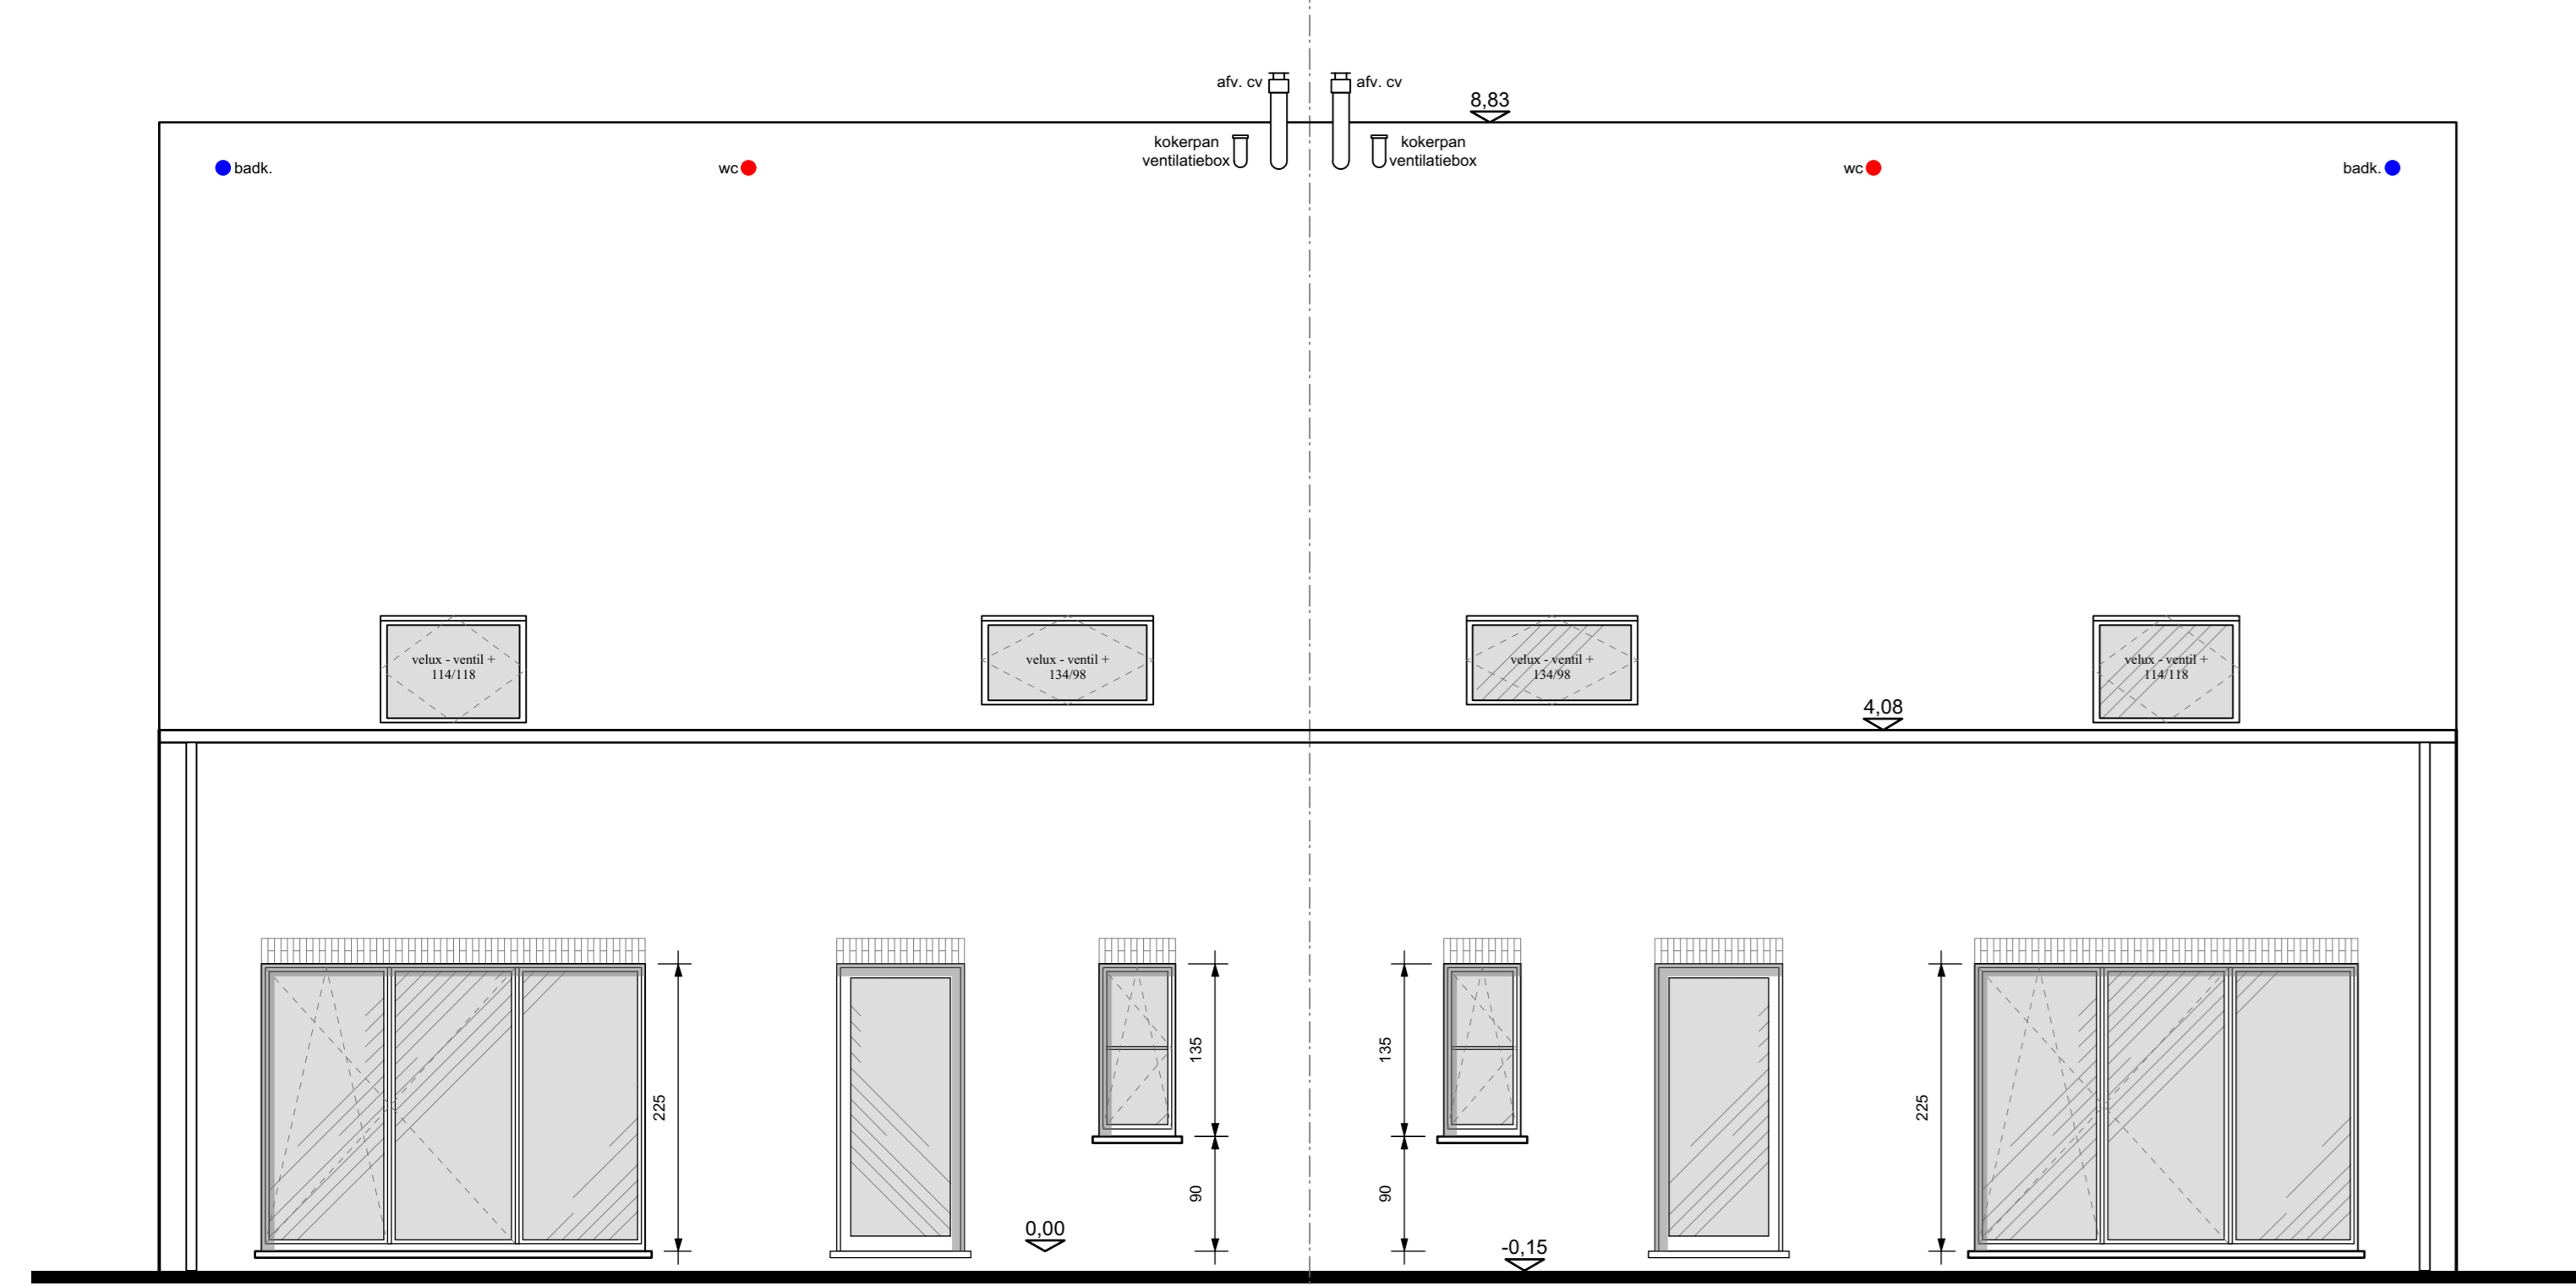 afv. cv
afv. cv
8,83
kokerpan
ventilatiebox
kokerpan
ventilatiebox
badk.
wc
wc
badk.
velux - ventil +
114/118
velux - ventil +
134/98
velux - ventil +
134/98
velux - ventil +
114/118
4,08
225
135
90
135
90
225
0,00
-0,15